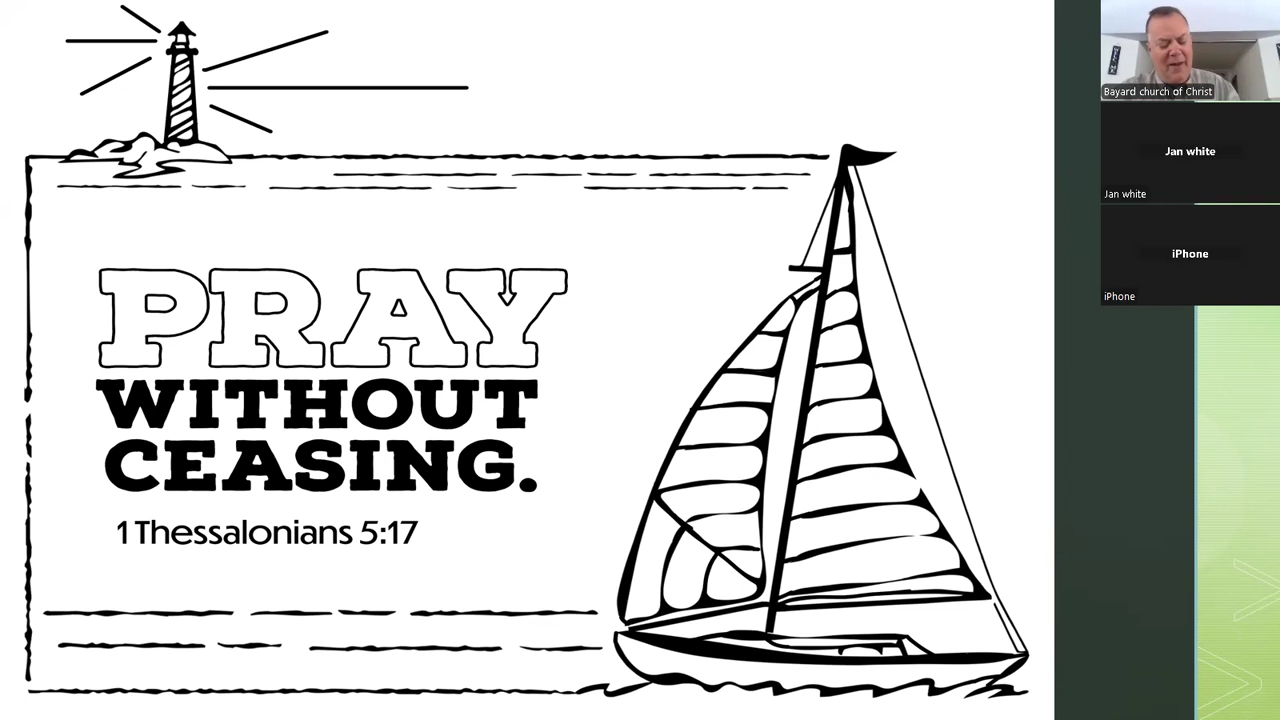 PRAY
WITHOUT
CEASING.
1 Thessalonians 5:17
Bayard church of Christ
Jan white
Jan white
iPhone
iPhone